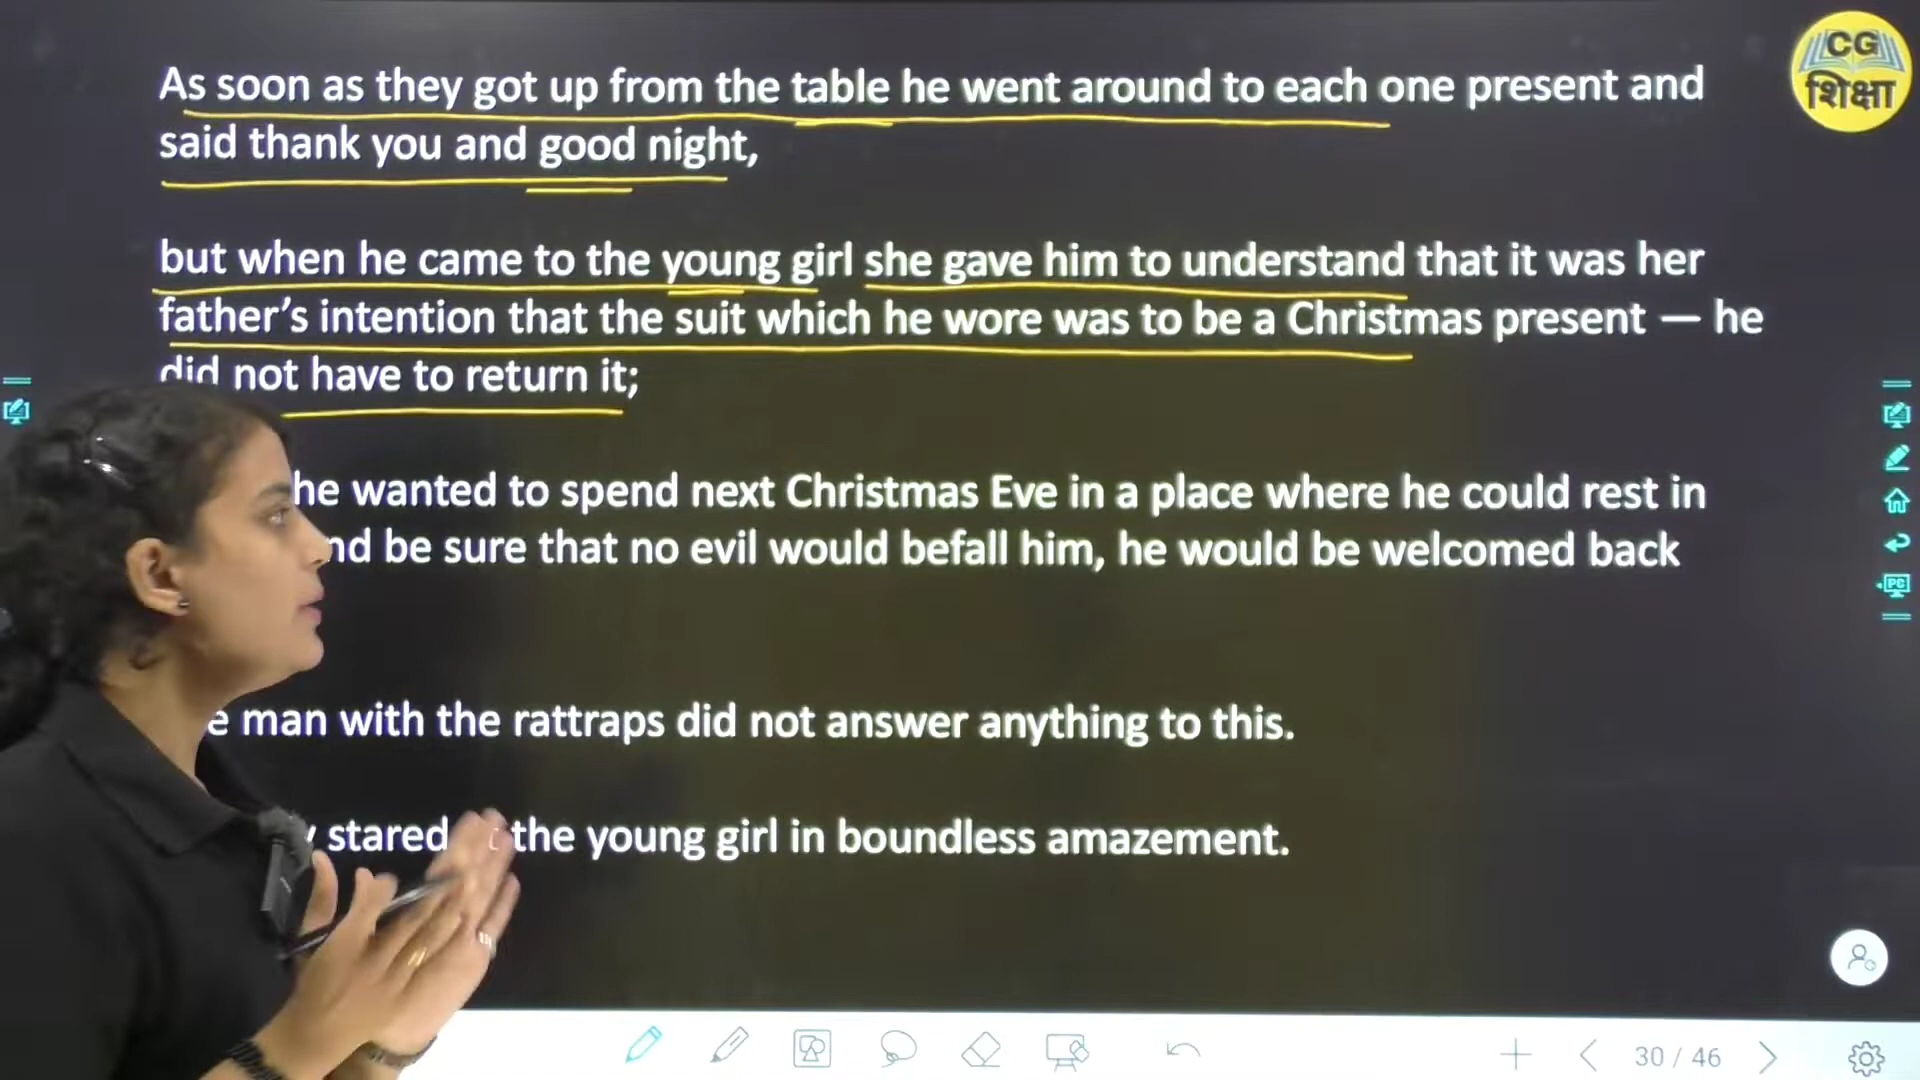 As soon as they got up from the table he went around to each one present and
said thank you and good night,
but when he came to the young girl she gave him to understand that it was her
father’s intention that the suit which he wore was to be a Christmas present — he
did not have to return it;
he wanted to spend next Christmas Eve in a place where he could rest in
be sure that no evil would befall him, he would be welcomed back
man with the rattraps did not answer anything to this.
stared the young girl in boundless amazement.
CG
शिक्षा
PC
30 / 46